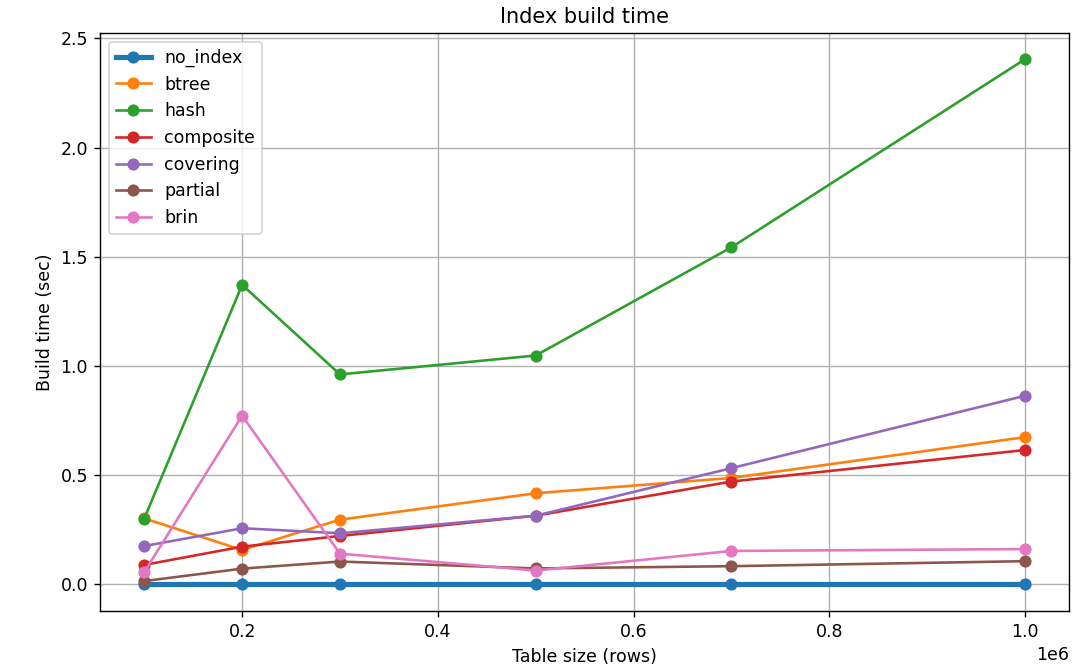 Index build time
2.5
2.0
1.5
1.0
0.5
0.0
Build time (sec)
no_index
btree
hash
composite
covering
partial
brin
0.2
0.4
0.6
0.8
1.0
1e6
Table size (rows)